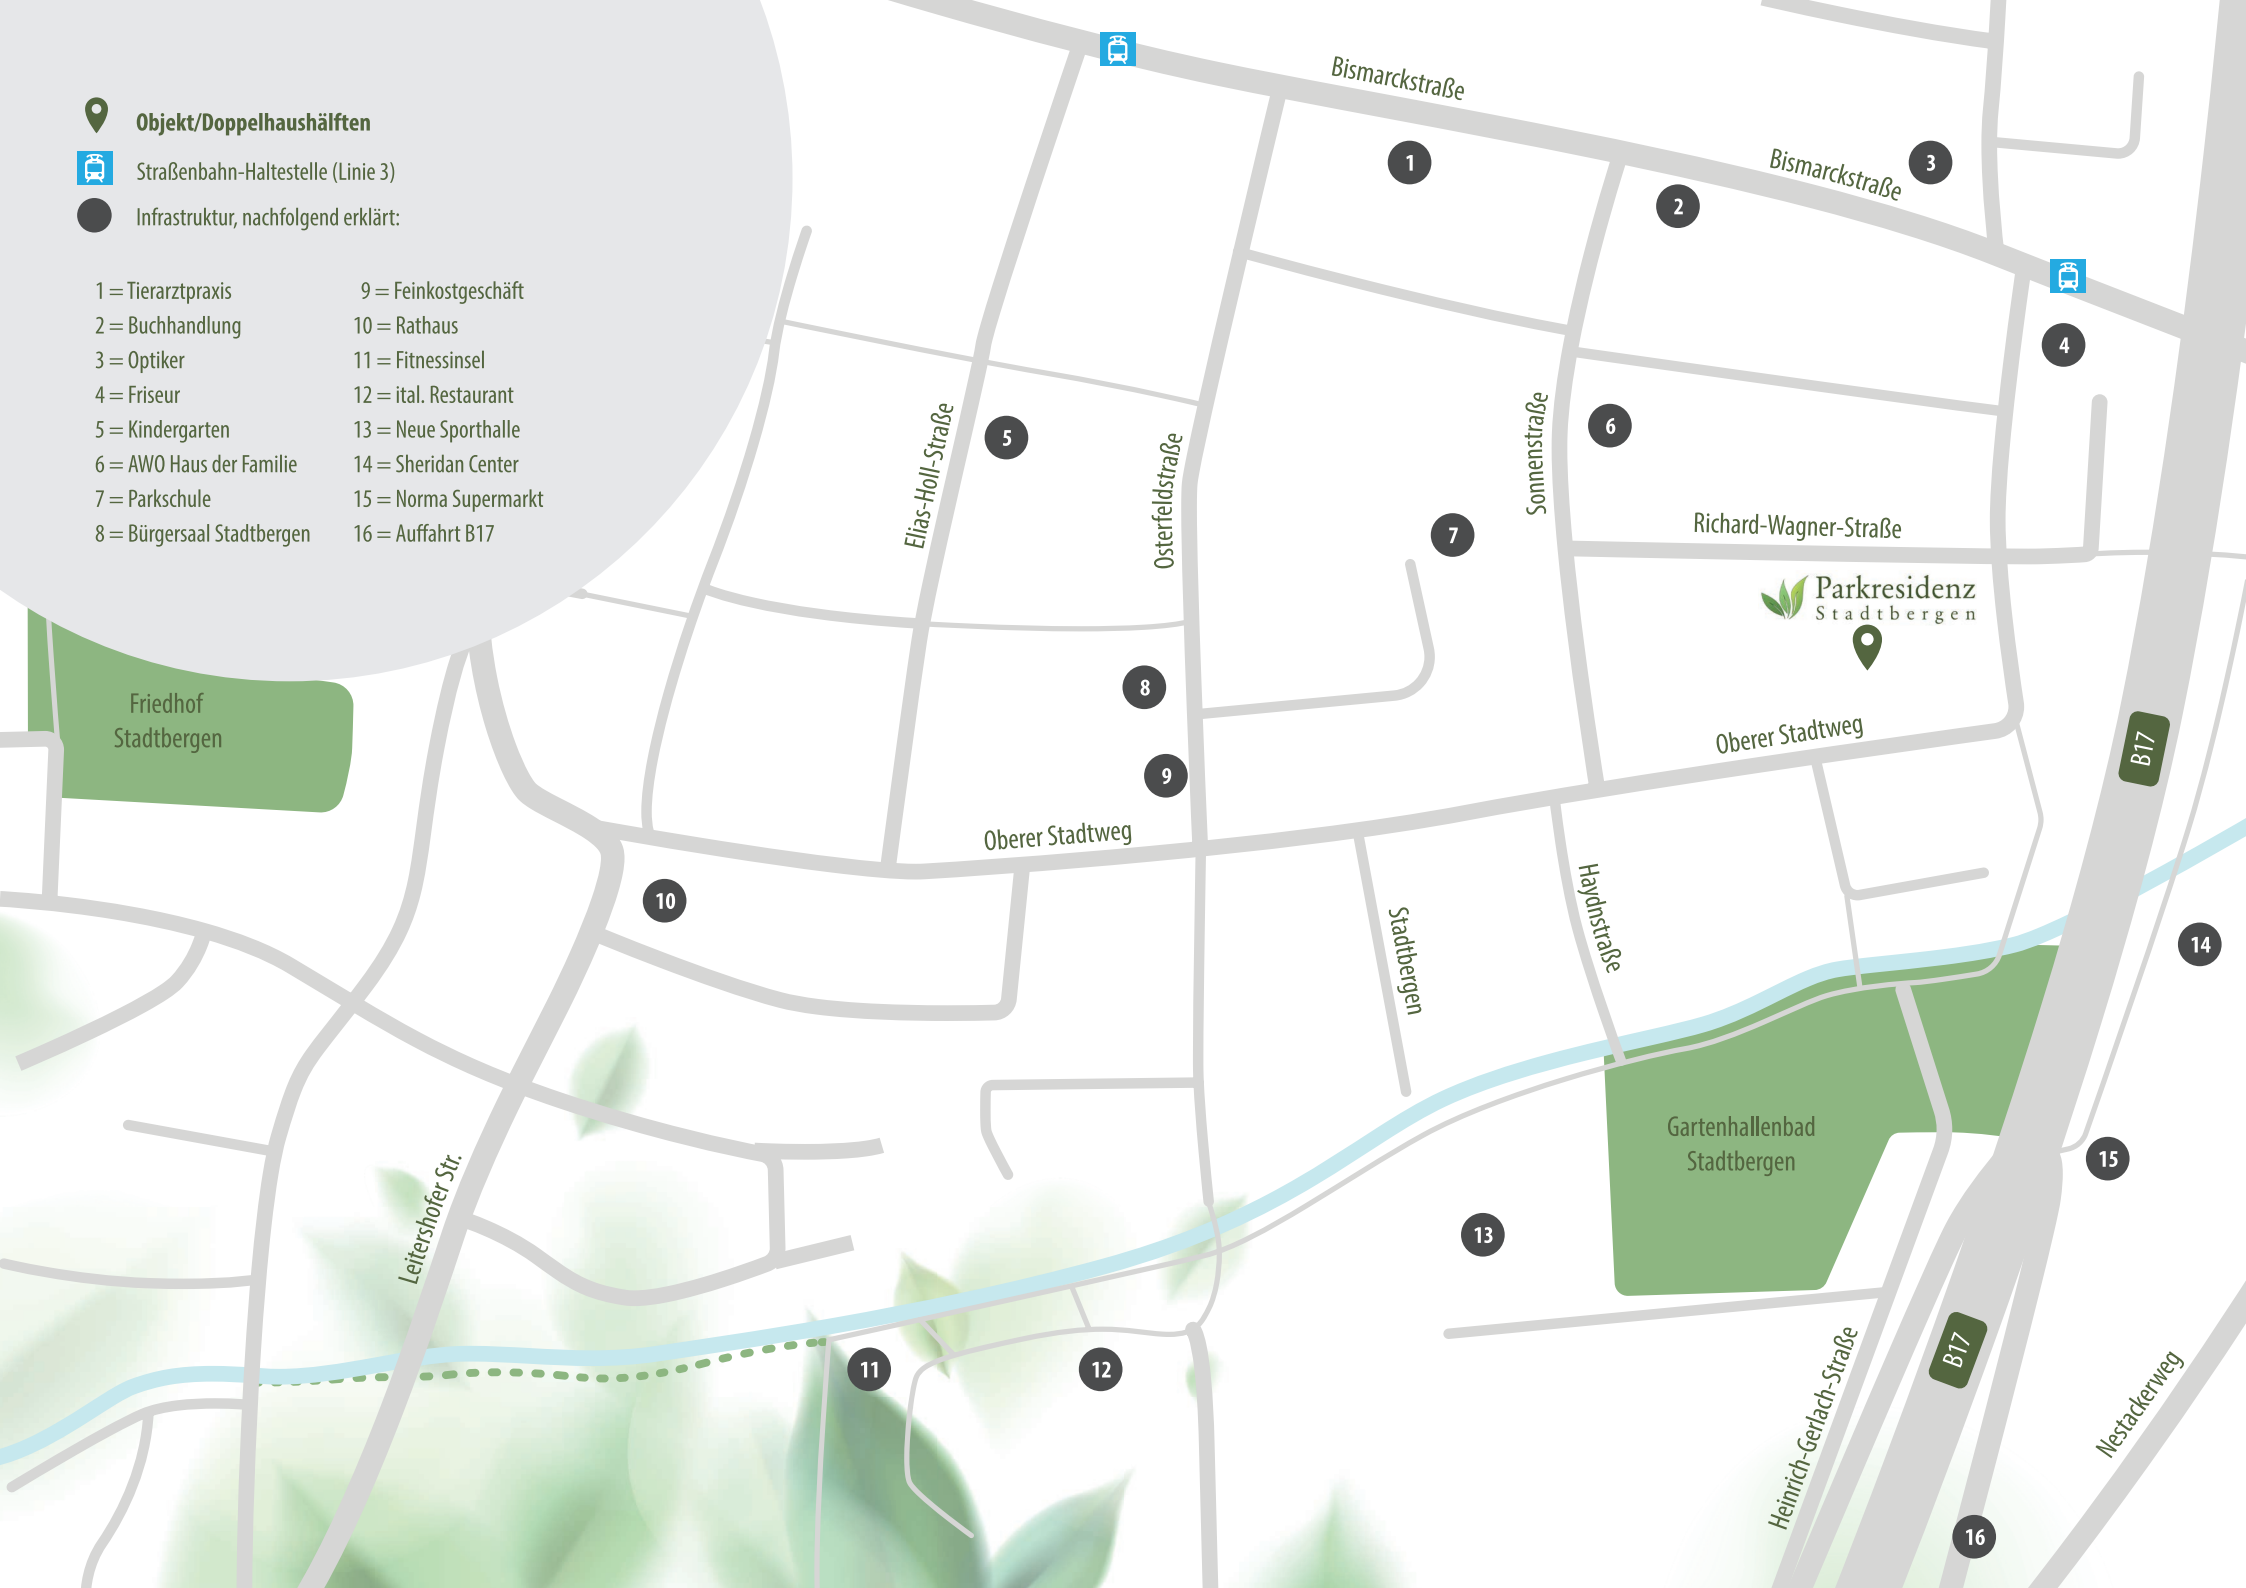 Objekt/Doppelhaushälften
Straßenbahn-Haltestelle (Linie 3)
Infrastruktur, nachfolgend erklärt:
1 = Tierarztpraxis
2 = Buchhandlung
3 = Optiker
4 = Friseur
5 = Kindergarten
6 = AWO Haus der Familie
7 = Parkschule
8 = Bürgersaal Stadtbergen
9 = Feinkostgeschäft
10 = Rathaus
11 = Fitnessinsel
12 = ital. Restaurant
13 = Neue Sporthalle
14 = Sheridan Center
15 = Norma Supermarkt
16 = Auffahrt B17
Bismarckstraße
Bismarckstraße
1
2
3
4
Elias-Holl-Straße
5
Osterfeldstraße
Sonnenstraße
6
7
Richard-Wagner-Straße
Parkresidenz
Stadtbergen
Friedhof
Stadtbergen
8
9
Oberer Stadtweg
B17
Oberer Stadtweg
10
Stadtbergen
Haydnstraße
14
Gartenhallenbad
Stadtbergen
15
Leitershofer Str.
13
11
12
Heinrich-Gerlach-Straße
B17
Nestackerweg
16